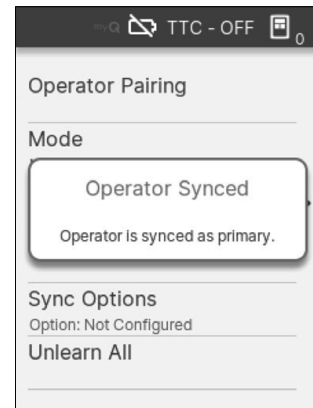 myQ TTC - OFF 0
Operator Pairing
Mode
Operator Synced
Operator is synced as primary.
Sync Options
Option: Not Configured
Unlearn All